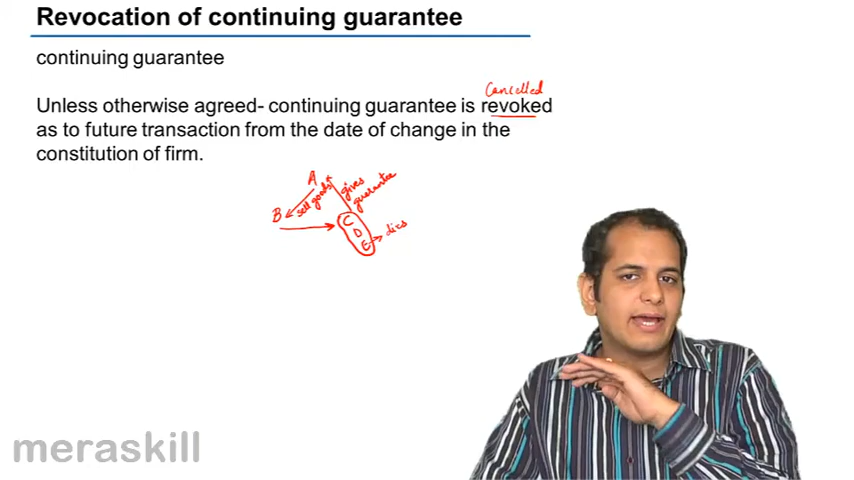 Revocation of continuing guarantee
continuing guarantee
Cancelled
Unless otherwise agreed- continuing guarantee is revoked
as to future transaction from the date of change in the
constitution of firm.
A
gives
guarantee
sell goods
B
C
D
E
dies
meraskill